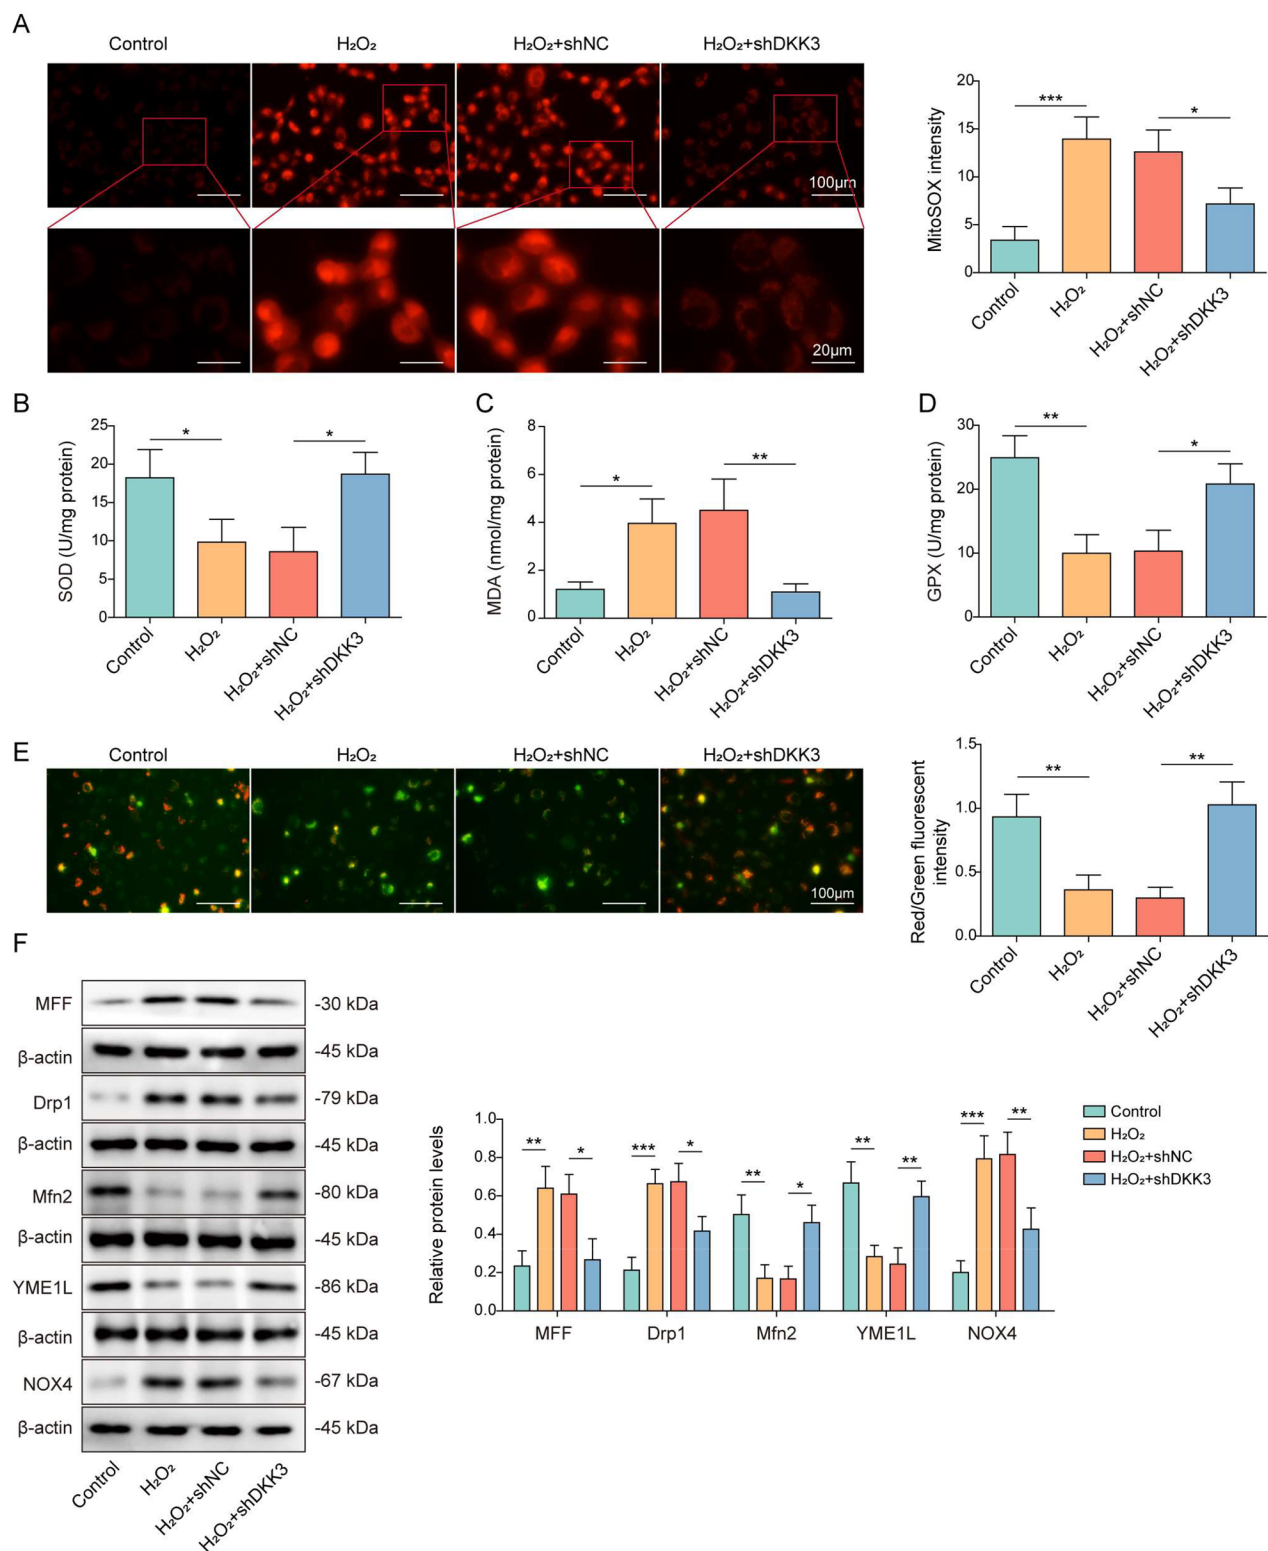 A
Control
H₂O₂
H₂O₂+shNC
H₂O₂+shDKK3
100μm
20μm
MitoSOX intensity
20
15
10
5
0
***
*
Control
H₂O₂
H₂O₂+shNC
H₂O₂+shDKK3
B
SOD (U/mg protein)
25
20
15
10
5
0
*
*
Control
H₂O₂
H₂O₂+shNC
H₂O₂+shDKK3
C
MDA (nmol/mg protein)
8
6
4
2
0
*
**
Control
H₂O₂
H₂O₂+shNC
H₂O₂+shDKK3
D
GPX (U/mg protein)
30
20
10
0
**
*
Control
H₂O₂
H₂O₂+shNC
H₂O₂+shDKK3
E
Control
H₂O₂
H₂O₂+shNC
H₂O₂+shDKK3
100μm
Red/Green fluorescent
intensity
1.5
1.0
0.5
0.0
**
**
Control
H₂O₂
H₂O₂+shNC
H₂O₂+shDKK3
F
MFF -30 kDa
β-actin -45 kDa
Drp1 -79 kDa
β-actin -45 kDa
Mfn2 -80 kDa
β-actin -45 kDa
YME1L -86 kDa
β-actin -45 kDa
NOX4 -67 kDa
β-actin -45 kDa
Control
H₂O₂
H₂O₂+shNC
H₂O₂+shDKK3
Relative protein levels
1.0
0.8
0.6
0.4
0.2
0.0
** * *** * ** * ** ** *** **
MFF Drp1 Mfn2 YME1L NOX4
Control
H₂O₂
H₂O₂+shNC
H₂O₂+shDKK3